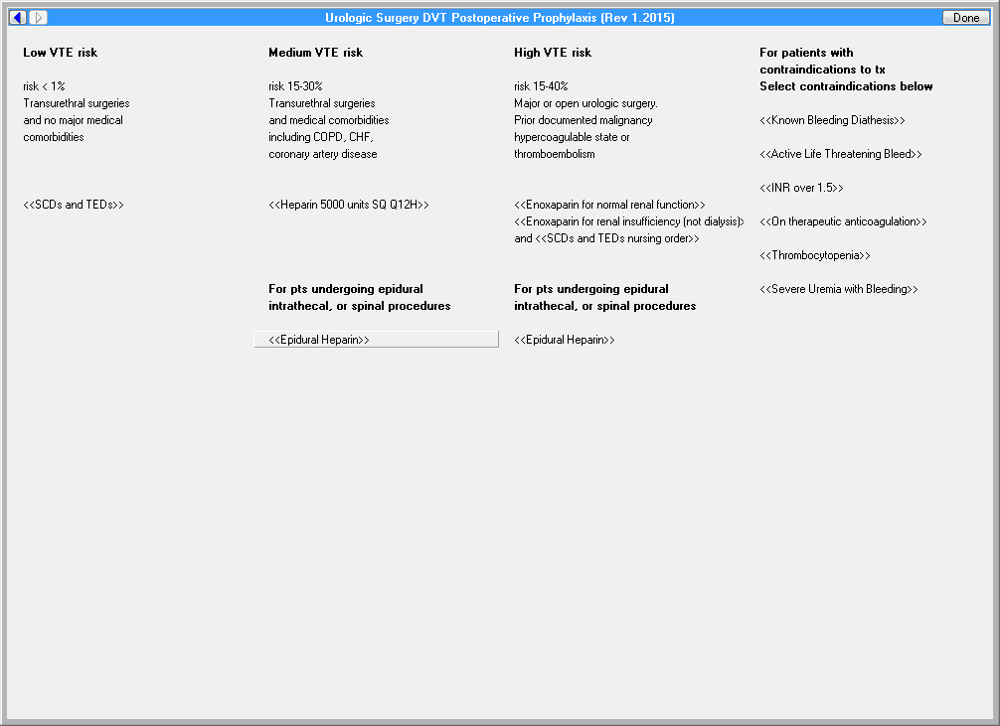 Urologic Surgery DVT Postoperative Prophylaxis (Rev 1.2015)
Done
Low VTE risk
risk < 1%
Transurethral surgeries
and no major medical
comorbidities
<<SCDs and TEDs>>
Medium VTE risk
risk 15-30%
Transurethral surgeries
and medical comorbidities
including COPD, CHF,
coronary artery disease
<<Heparin 5000 units SQ Q12H>>
For pts undergoing epidural
intrathecal, or spinal procedures
<<Epidural Heparin>>
High VTE risk
risk 15-40%
Major or open urologic surgery.
Prior documented malignancy
hypercoagulable state or
thromboembolism
<<Enoxaparin for normal renal function>>
<<Enoxaparin for renal insufficiency (not dialysis)>
and <<SCDs and TEDs nursing order>>
For pts undergoing epidural
intrathecal, or spinal procedures
<<Epidural Heparin>>
For patients with
contraindications to tx
Select contraindications below
<<Known Bleeding Diathesis>>
<<Active Life Threatening Bleed>>
<<INR over 1.5>>
<<On therapeutic anticoagulation>>
<<Thrombocytopenia>>
<<Severe Uremia with Bleeding>>